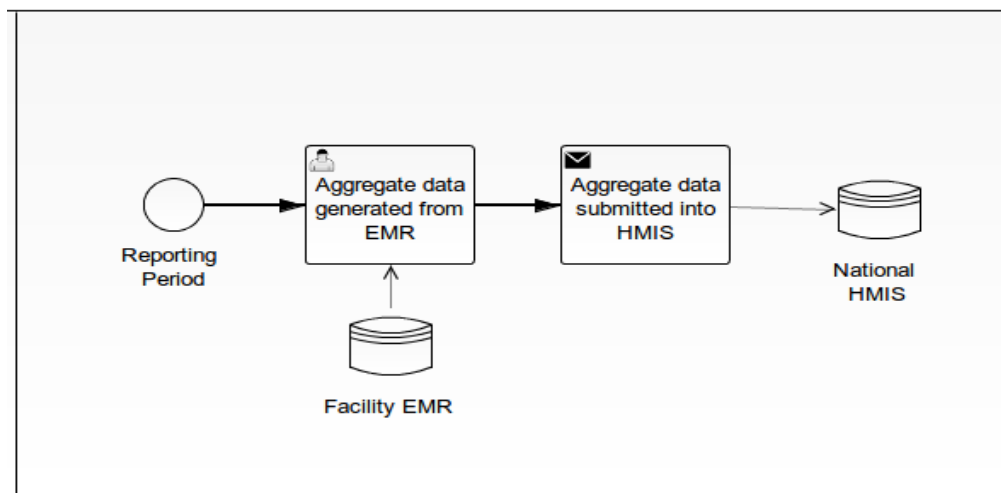 Reporting
Period
Aggregate data
generated from
EMR
Aggregate data
submitted into
HMIS
National
HMIS
Facility EMR